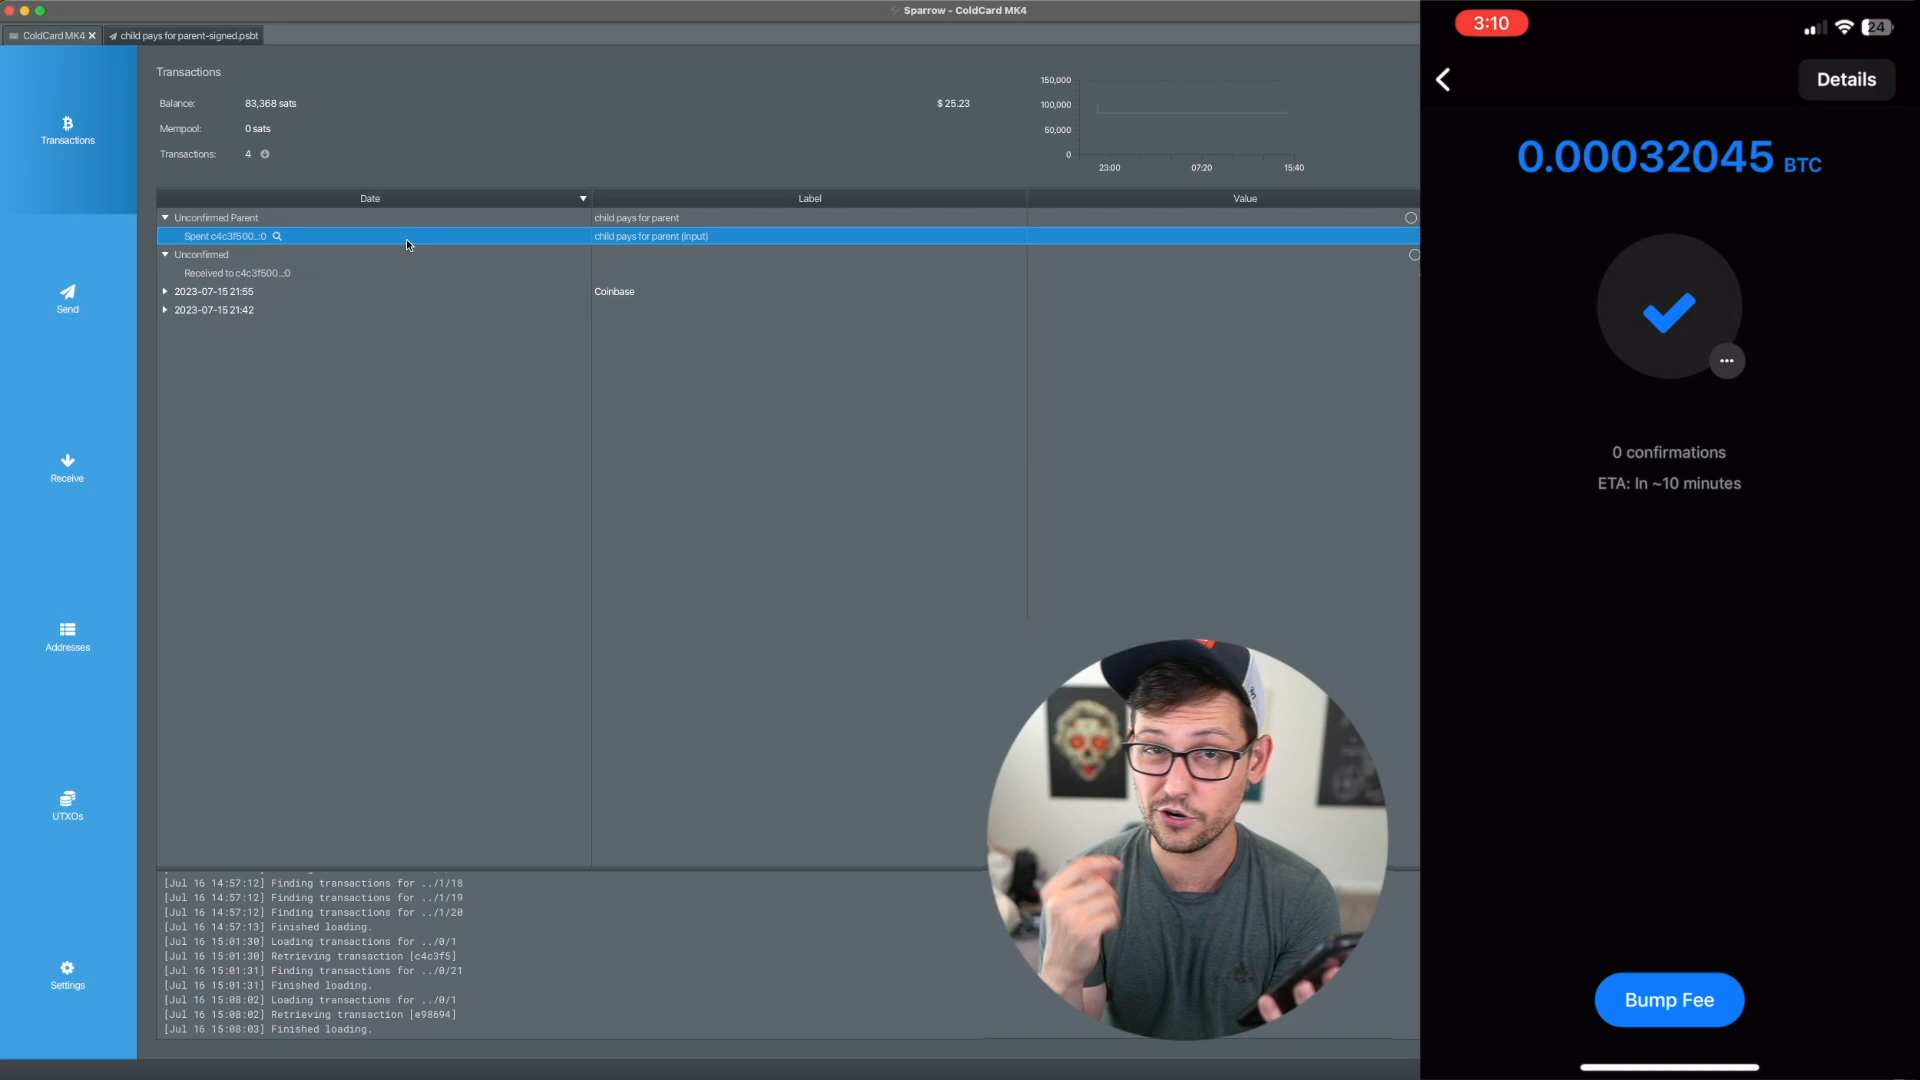 Sparrow - ColdCard MK4
ColdCard MK4
child pays for parent-signed.psbt
Transactions
Send
Receive
Addresses
UTXOs
Settings
Transactions
Balance: 83,368 sats $ 25.23
Mempool: 0 sats
Transactions: 4
150,000
100,000
50,000
0
23:00 07:20 15:40
Date Label Value
Unconfirmed Parent child pays for parent
Spent c4c3f500...:0 child pays for parent (input)
Unconfirmed
Received to c4c3f500...:0
2023-07-15 21:55 Coinbase
2023-07-15 21:42
[Jul 16 14:57:12] Finding transactions for ../1/18
[Jul 16 14:57:12] Finding transactions for ../1/19
[Jul 16 14:57:12] Finding transactions for ../1/20
[Jul 16 14:57:13] Finished loading.
[Jul 16 15:01:30] Loading transactions for ../0/1
[Jul 16 15:01:30] Retrieving transaction [c4c3f5]
[Jul 16 15:01:31] Finding transactions for ../0/21
[Jul 16 15:01:31] Finished loading.
[Jul 16 15:08:02] Loading transactions for ../0/1
[Jul 16 15:08:02] Retrieving transaction [e98694]
[Jul 16 15:08:03] Finished loading.
3:10
24
Details
0.00032045 BTC
0 confirmations
ETA: In ~10 minutes
Bump Fee